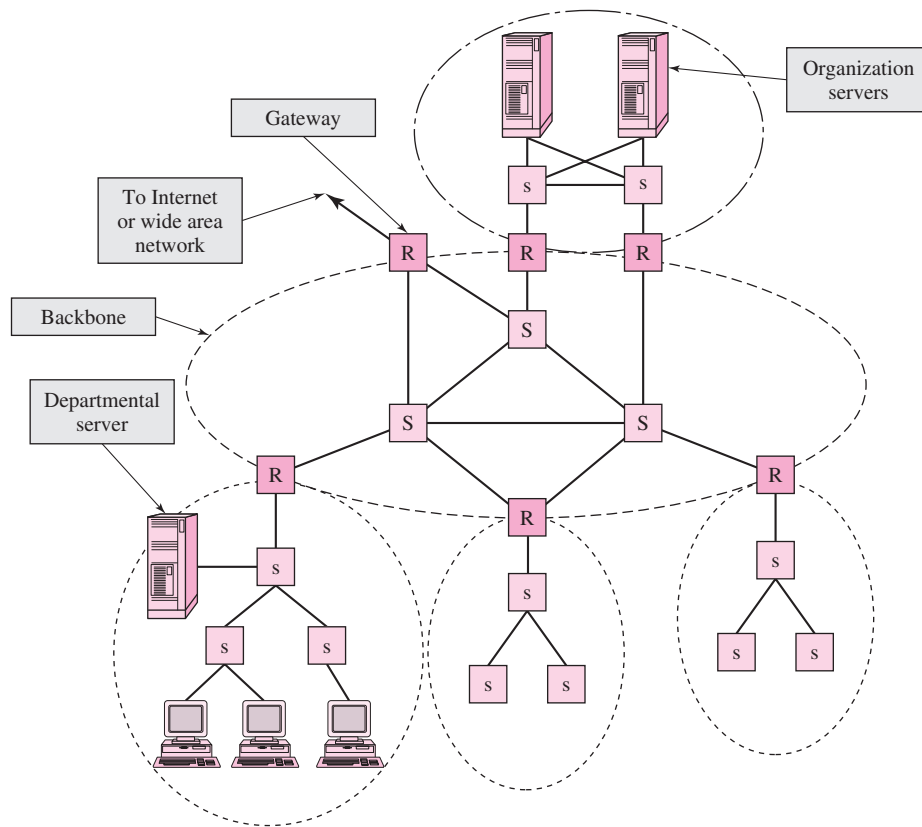 Organization
servers
Gateway
s s
To Internet
or wide area
network
R R R
Backbone
S
Departmental
server
S S
R R
R
s s
s
s s
s s
s s